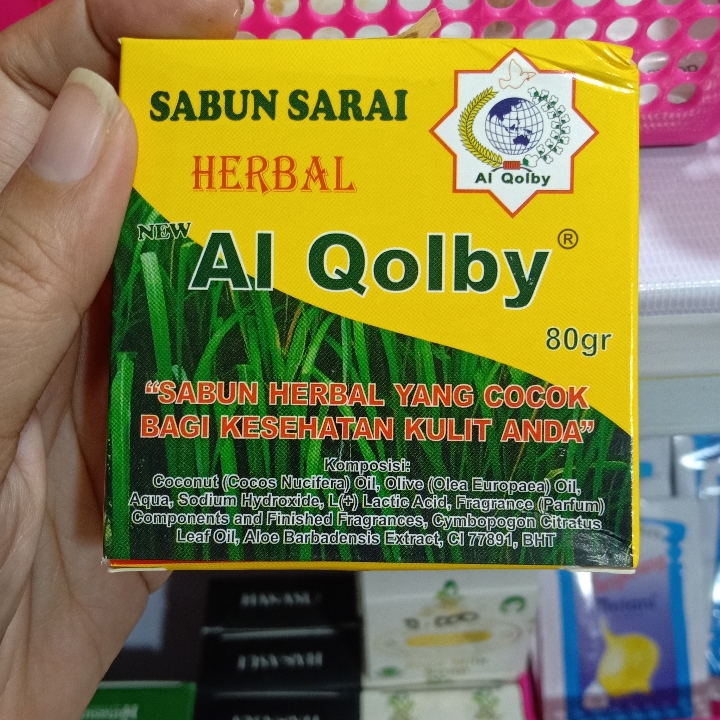 SABUN SARAI
HERBAL
Al Qolby
NEW Al Qolby®
80gr
"SABUN HERBAL YANG COCOK
BAGI KESEHATAN KULIT ANDA"
Komposisi:
Coconut (Cocos Nucifera) Oil, Olive (Olea Europaea) Oil,
Aqua, Sodium Hydroxide, L(+) Lactic Acid, Fragrance (Parfum)
Components and Finished Fragrances, Cymbopogon Citratus
Leaf Oil, Aloe Barbadensis Extract, CI 77891, BHT